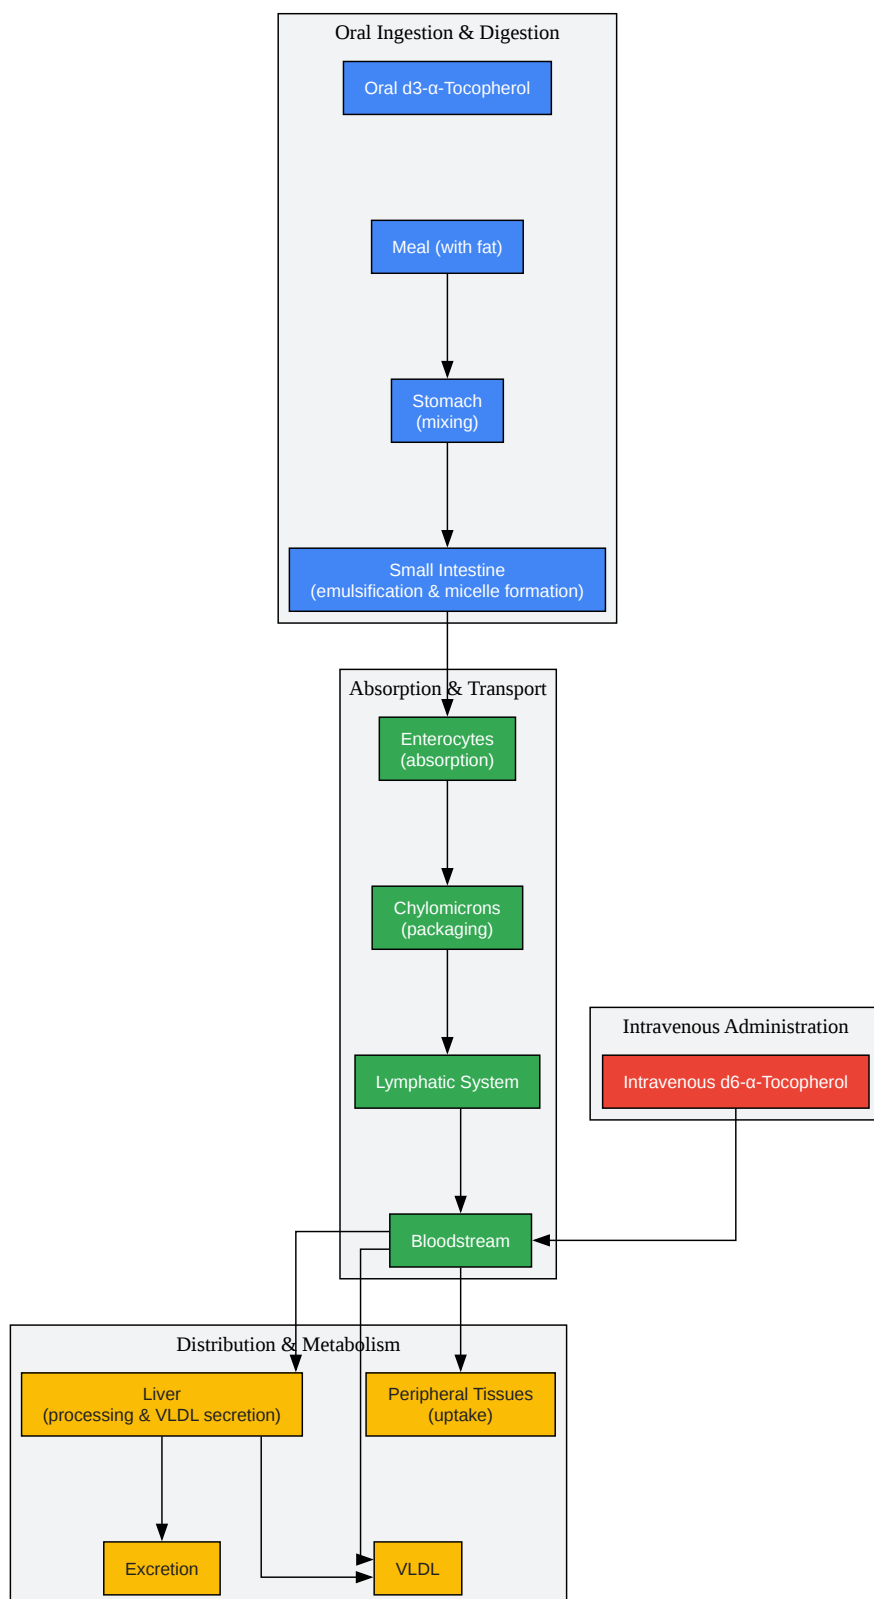 Oral Ingestion & Digestion
Oral d3-α-Tocopherol
Meal (with fat)
Stomach
(mixing)
Small Intestine
(emulsification & micelle formation)
Absorption & Transport
Enterocytes
(absorption)
Chylomicrons
(packaging)
Lymphatic System
Intravenous Administration
Intravenous d6-α-Tocopherol
Bloodstream
Distribution & Metabolism
Liver
(processing & VLDL secretion)
Peripheral Tissues
(uptake)
Excretion
VLDL